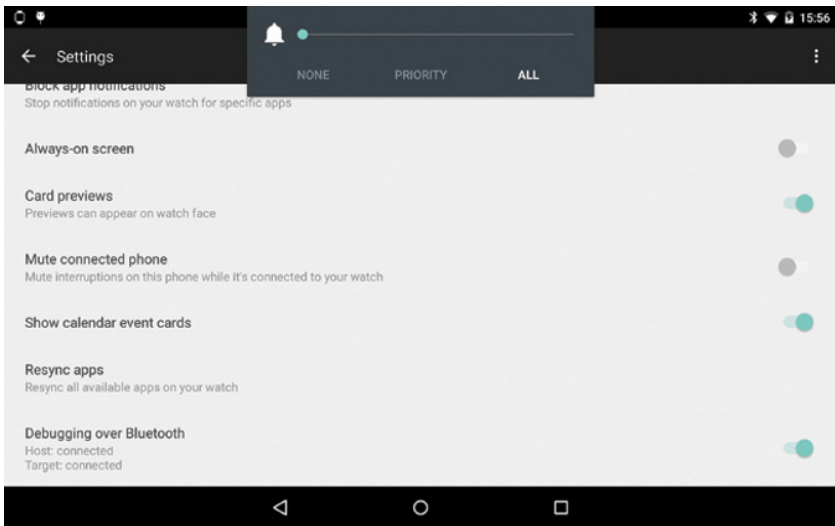 15:56
Settings
NONE PRIORITY ALL
Block app notifications
Stop notifications on your watch for specific apps
Always-on screen
Card previews
Previews can appear on watch face
Mute connected phone
Mute interruptions on this phone while it's connected to your watch
Show calendar event cards
Resync apps
Resync all available apps on your watch
Debugging over Bluetooth
Host: connected
Target: connected